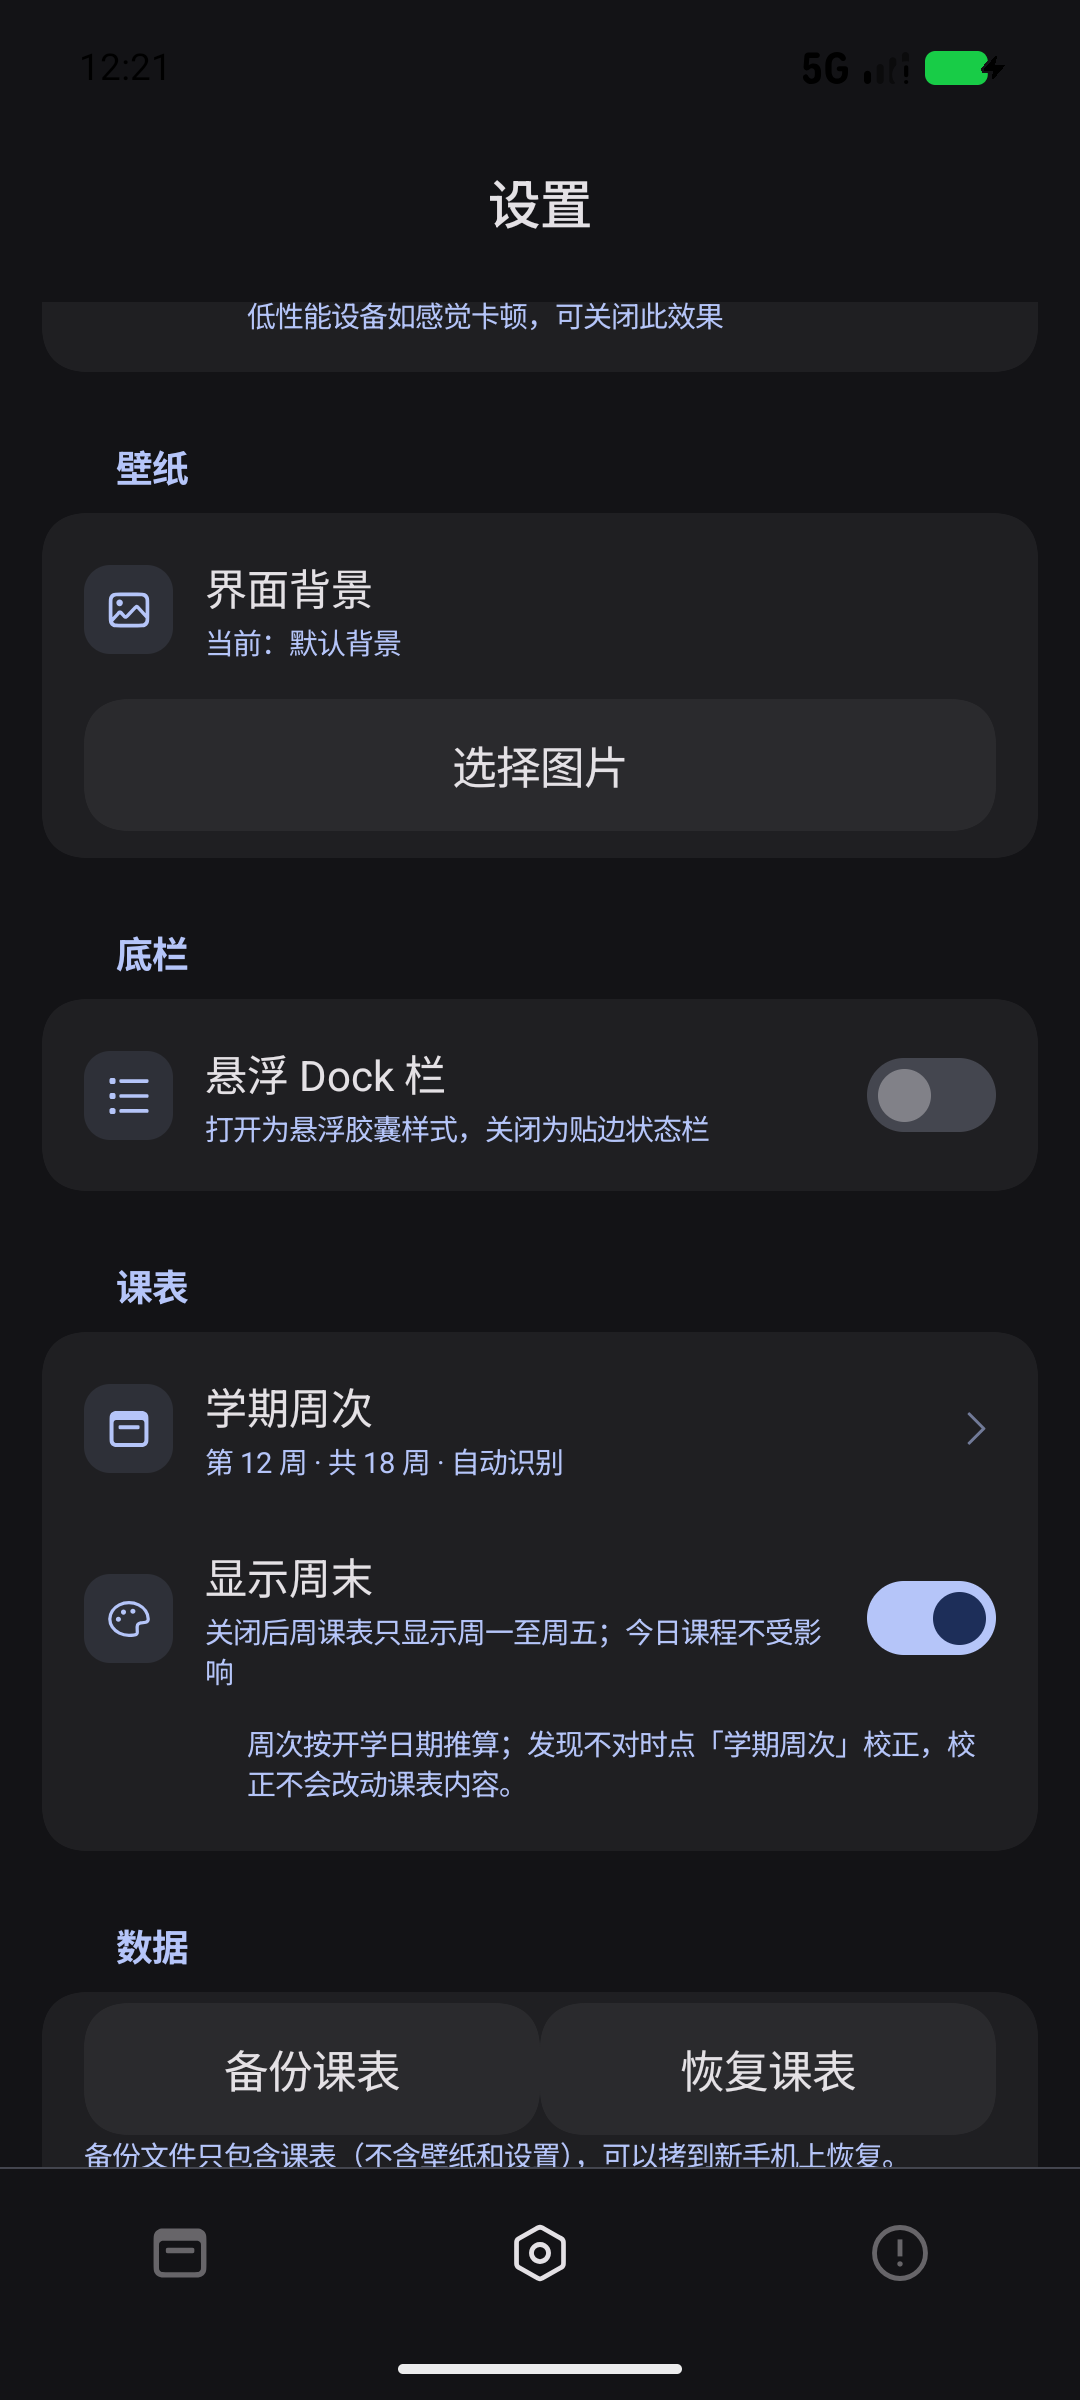 12:21
5G
设置
低性能设备如感觉卡顿，可关闭此效果
壁纸
界面背景
当前：默认背景
选择图片
底栏
悬浮 Dock 栏
打开为悬浮胶囊样式，关闭为贴边状态栏
课表
学期周次
第 12 周 · 共 18 周 · 自动识别
显示周末
关闭后周课表只显示周一至周五；今日课程不受影
响
周次按开学日期推算；发现不对时点「学期周次」校正，校
正不会改动课表内容。
数据
备份课表
恢复课表
备份文件只包含课表（不含壁纸和设置），可以拷到新手机上恢复。